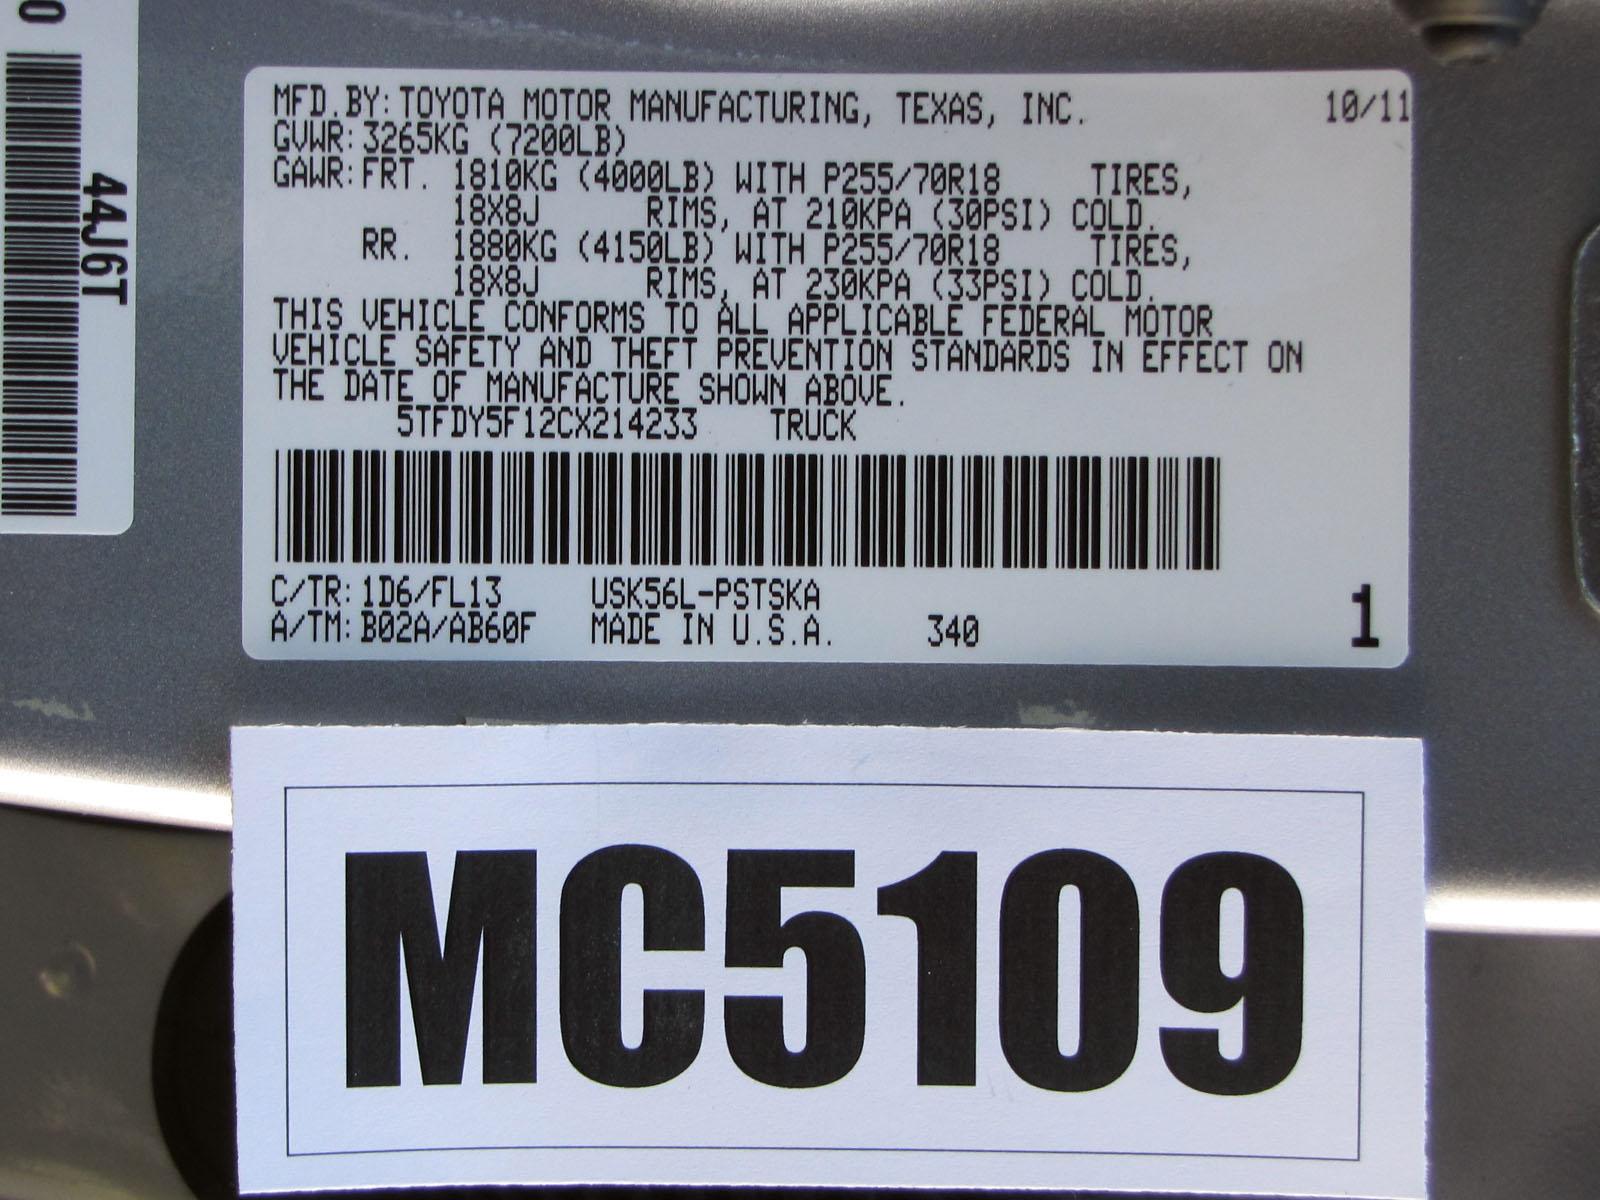 0
44J6T
MFD.BY:TOYOTA MOTOR MANUFACTURING, TEXAS, INC. 10/11
GVWR:3265KG (7200LB)
GAWR:FRT. 1810KG (4000LB) WITH P255/70R18 TIRES,
18X8J RIMS, AT 210KPA (30PSI) COLD.
RR. 1880KG (4150LB) WITH P255/70R18 TIRES,
18X8J RIMS, AT 230KPA (33PSI) COLD.
THIS VEHICLE CONFORMS TO ALL APPLICABLE FEDERAL MOTOR
VEHICLE SAFETY AND THEFT PREVENTION STANDARDS IN EFFECT ON
THE DATE OF MANUFACTURE SHOWN ABOVE.
5TFDY5F12CX214233 TRUCK
C/TR:1D6/FL13 USK56L-PSTSKA
A/TM:B02A/AB60F MADE IN U.S.A. 340 1
MC5109